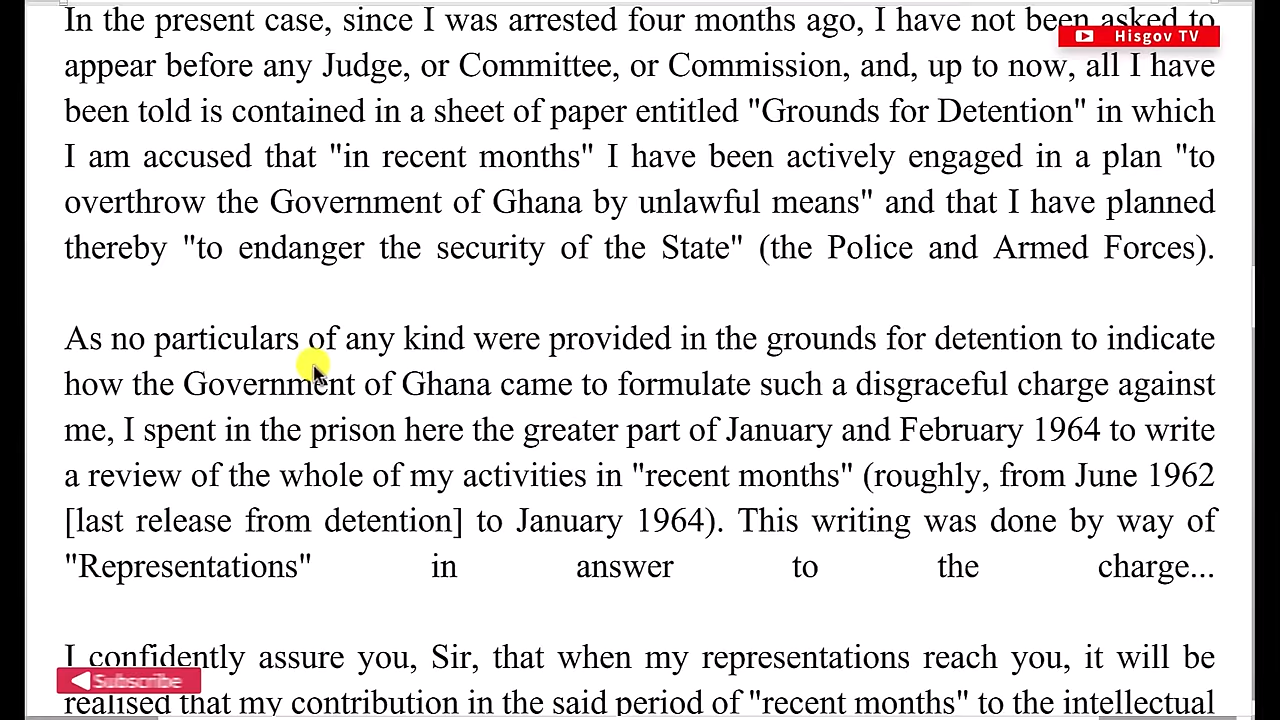 In the present case, since I was arrested four months ago, I have not been asked to
Hisgov TV
appear before any Judge, or Committee, or Commission, and, up to now, all I have
been told is contained in a sheet of paper entitled "Grounds for Detention" in which
I am accused that "in recent months" I have been actively engaged in a plan "to
overthrow the Government of Ghana by unlawful means" and that I have planned
thereby "to endanger the security of the State" (the Police and Armed Forces).
As no particulars of any kind were provided in the grounds for detention to indicate
how the Government of Ghana came to formulate such a disgraceful charge against
me, I spent in the prison here the greater part of January and February 1964 to write
a review of the whole of my activities in "recent months" (roughly, from June 1962
[last release from detention] to January 1964). This writing was done by way of
"Representations" in answer to the charge...
I confidently assure you, Sir, that when my representations reach you, it will be
Subscribe
realised that my contribution in the said period of "recent months" to the intellectual